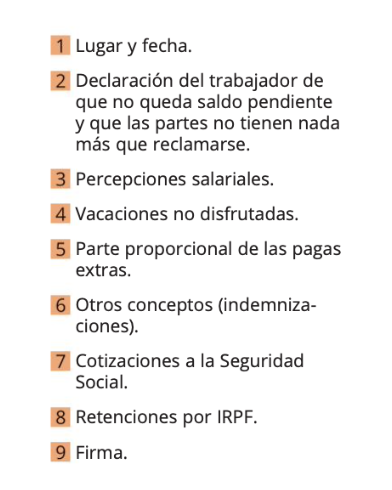 1 Lugar y fecha.
2 Declaración del trabajador de
que no queda saldo pendiente
y que las partes no tienen nada
más que reclamarse.
3 Percepciones salariales.
4 Vacaciones no disfrutadas.
5 Parte proporcional de las pagas
extras.
6 Otros conceptos (indemniza-
ciones).
7 Cotizaciones a la Seguridad
Social.
8 Retenciones por IRPF.
9 Firma.